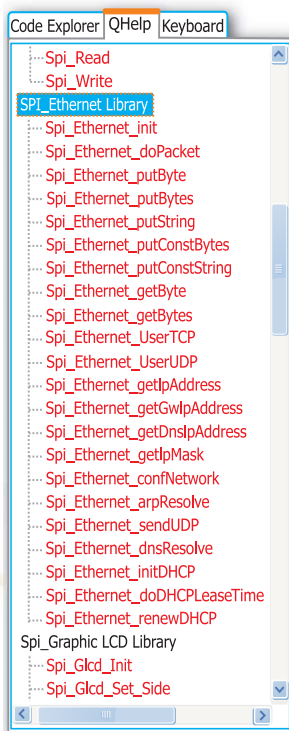 Code Explorer QHelp Keyboard
Spi_Read
Spi_Write
SPI_Ethernet Library
Spi_Ethernet_init
Spi_Ethernet_doPacket
Spi_Ethernet_putByte
Spi_Ethernet_putBytes
Spi_Ethernet_putString
Spi_Ethernet_putConstBytes
Spi_Ethernet_putConstString
Spi_Ethernet_getByte
Spi_Ethernet_getBytes
Spi_Ethernet_UserTCP
Spi_Ethernet_UserUDP
Spi_Ethernet_getIpAddress
Spi_Ethernet_getGwIpAddress
Spi_Ethernet_getDnsIpAddress
Spi_Ethernet_getIpMask
Spi_Ethernet_confNetwork
Spi_Ethernet_arpResolve
Spi_Ethernet_sendUDP
Spi_Ethernet_dnsResolve
Spi_Ethernet_initDHCP
Spi_Ethernet_doDHCPLeaseTime
Spi_Ethernet_renewDHCP
Spi_Graphic LCD Library
Spi_Glcd_Init
Spi_Glcd_Set_Side